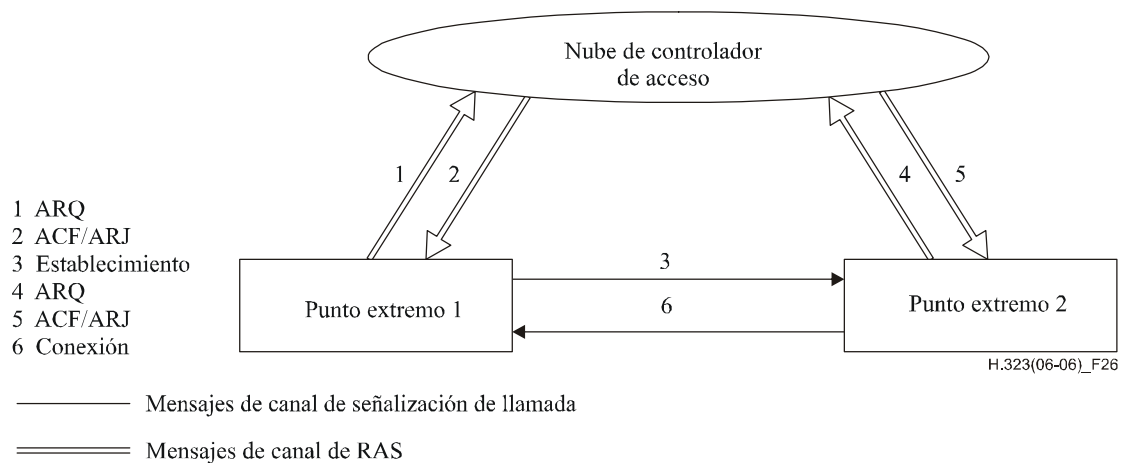 Nube de controlador
de acceso
1
2
4
5
1 ARQ
2 ACF/ARJ
3 Establecimiento
4 ARQ
5 ACF/ARJ
6 Conexión
3
6
Punto extremo 1
Punto extremo 2
H.323(06-06)_F26
Mensajes de canal de señalización de llamada
Mensajes de canal de RAS